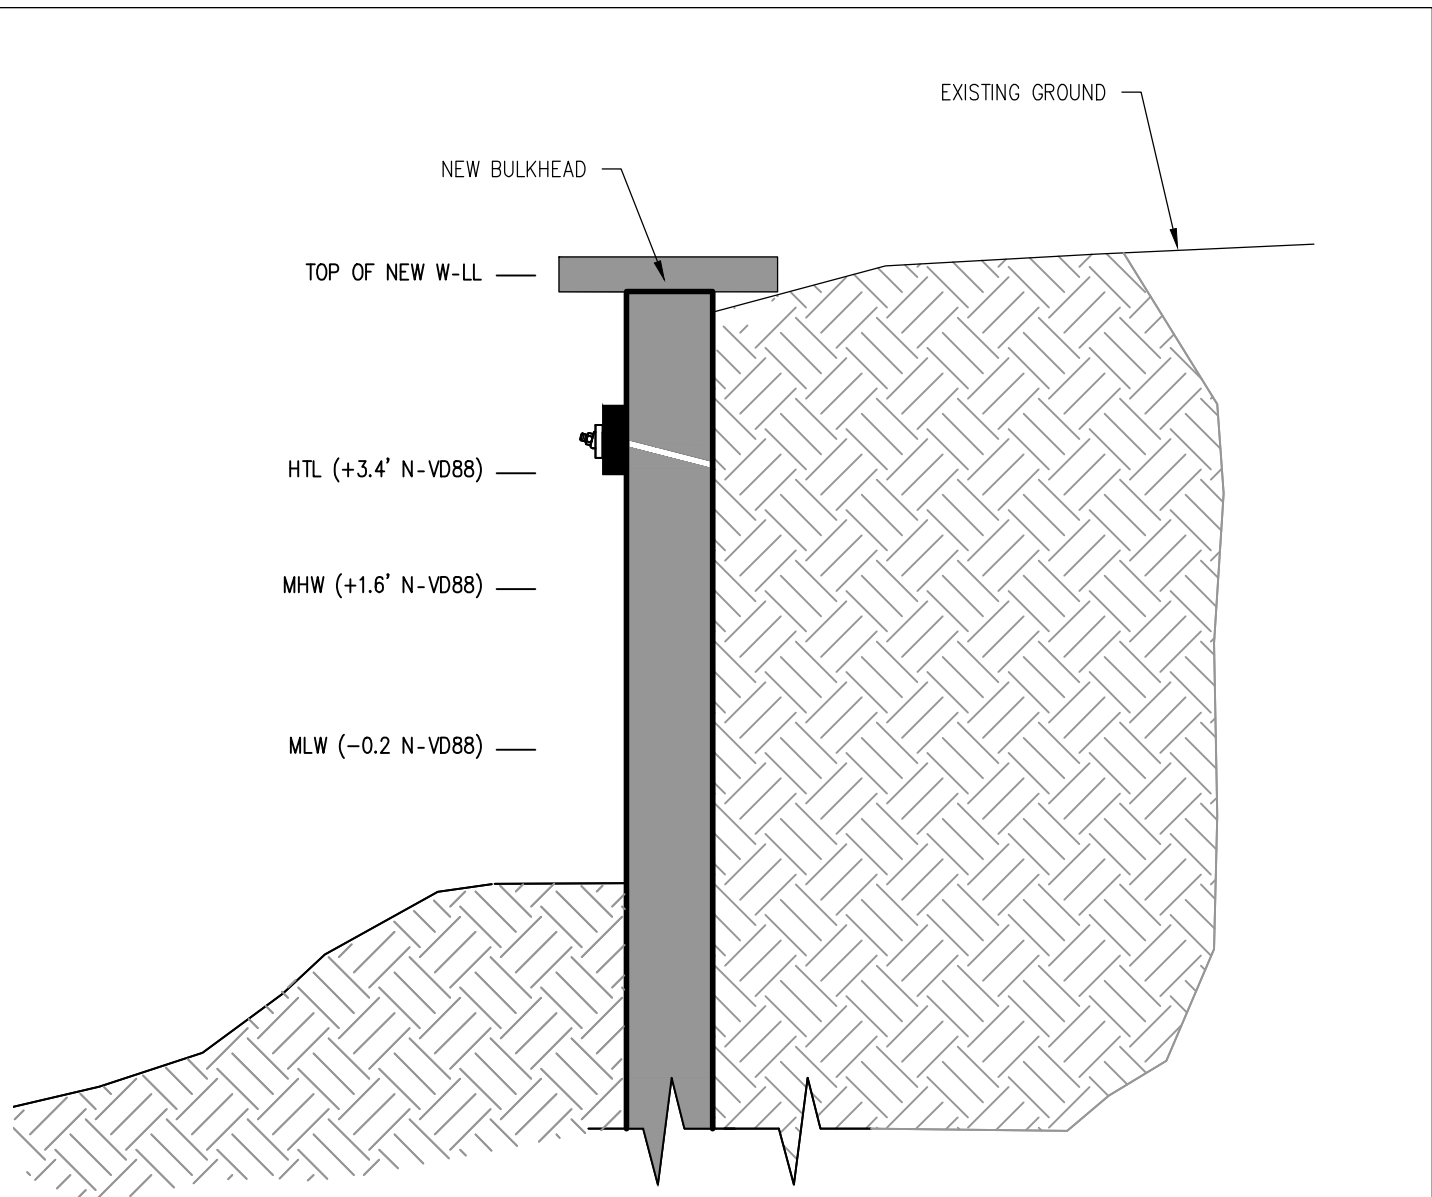 EXISTING GROUND
NEW BULKHEAD
TOP OF NEW W-LL
HTL (+3.4' N-VD88)
MHW (+1.6' N-VD88)
MLW (-0.2 N-VD88)